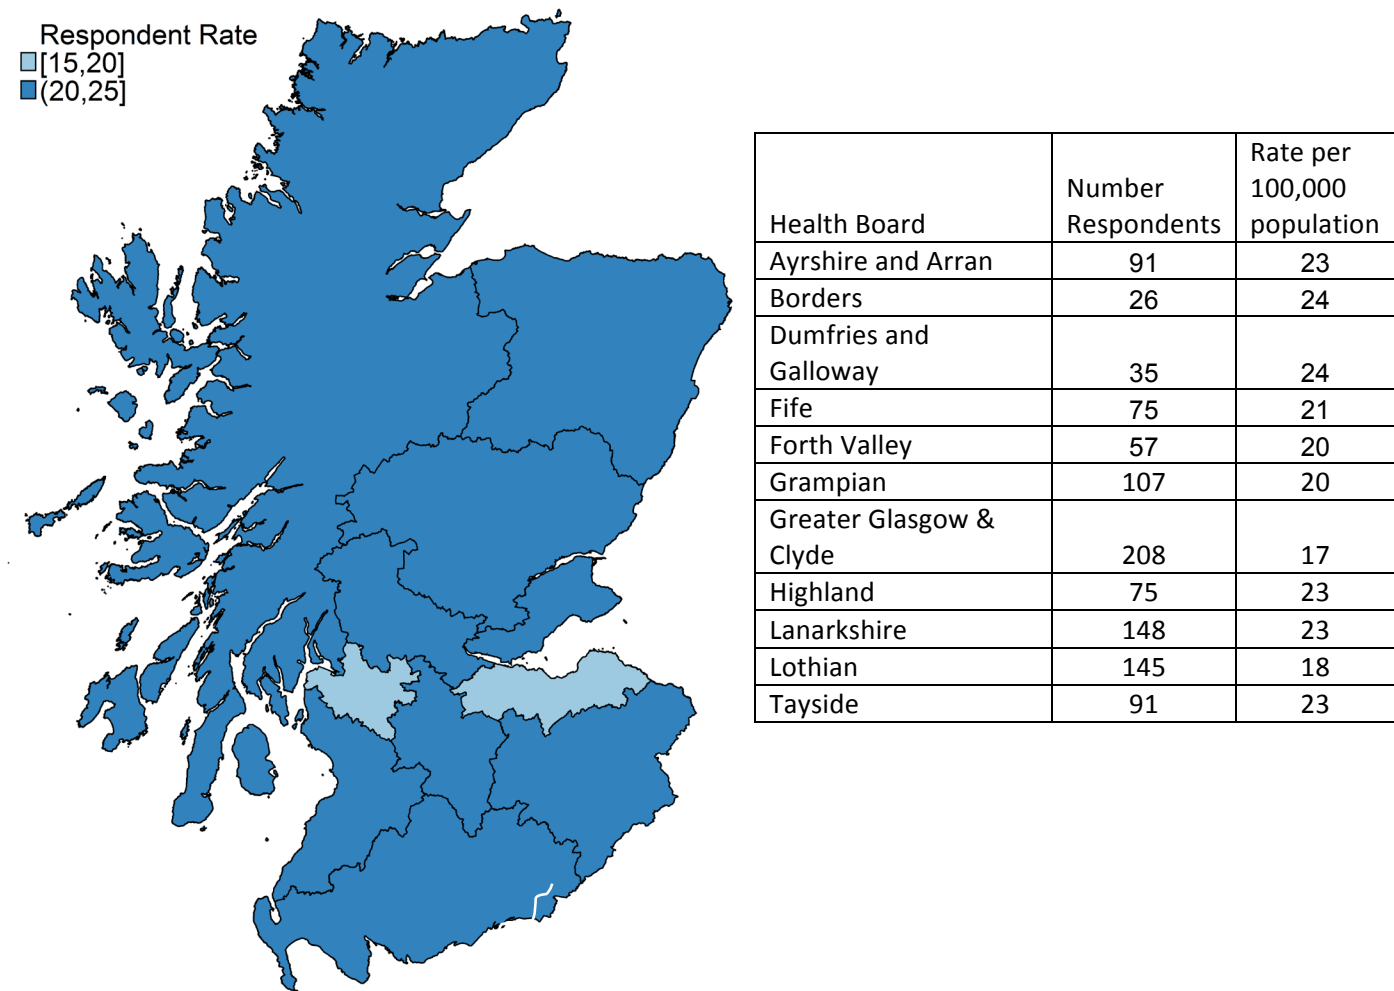 Respondent Rate
[15,20]
(20,25]
Health Board Number Respondents Rate per 100,000 population
Ayrshire and Arran 91 23
Borders 26 24
Dumfries and Galloway 35 24
Fife 75 21
Forth Valley 57 20
Grampian 107 20
Greater Glasgow & Clyde 208 17
Highland 75 23
Lanarkshire 148 23
Lothian 145 18
Tayside 91 23